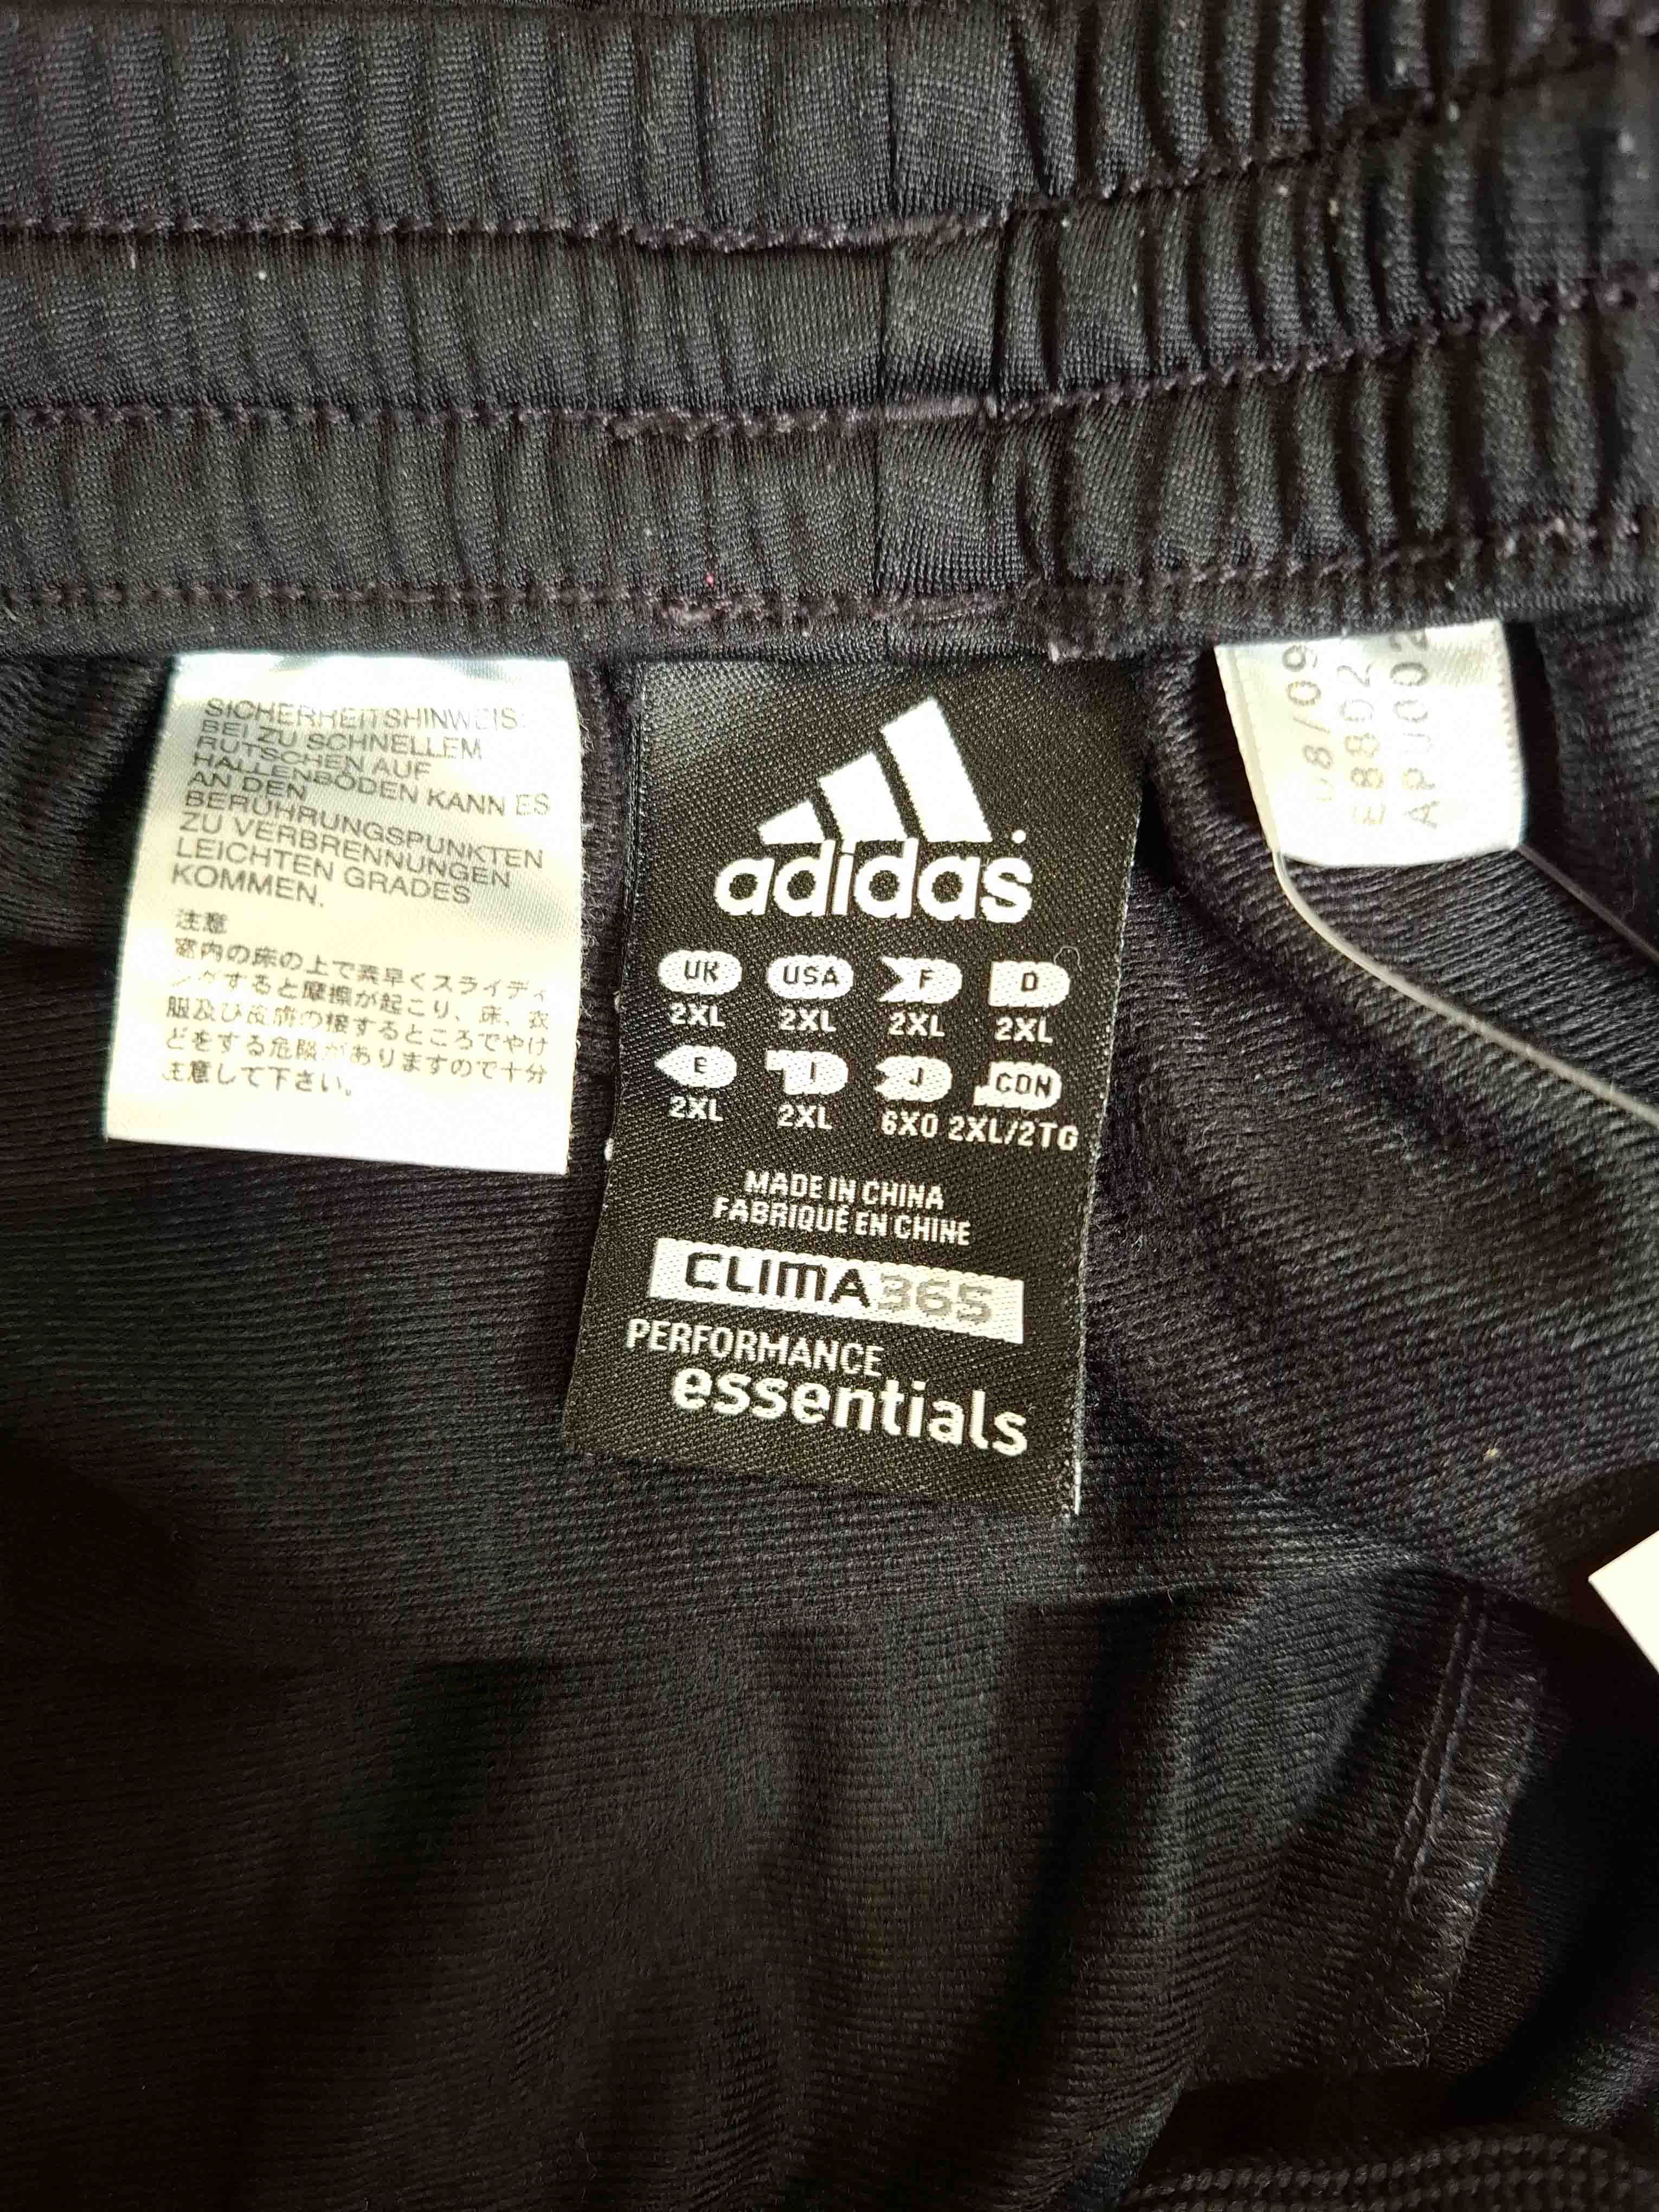 SICHERHEITSHINWEIS:
BEI ZU SCHNELLEM
RUTSCHEN AUF
HALLENBÖDEN KANN ES
AN DEN
BERÜHRUNGSPUNKTEN
ZU VERBRENNUNGEN
LEICHTEN GRADES
KOMMEN.
注意
室内の床の上で素早くスライディ
ングすると摩擦が起こり、床、衣
服及び皮膚の接するところでやけ
どをする危険がありますので十分
注意して下さい。
adidas
UK USA F D
2XL 2XL 2XL 2XL
E I J CDN
2XL 2XL 6XO 2XL/2TG
MADE IN CHINA
FABRIQUÉ EN CHINE
CLIMA365
PERFORMANCE
essentials
08/09
E8802
APU002